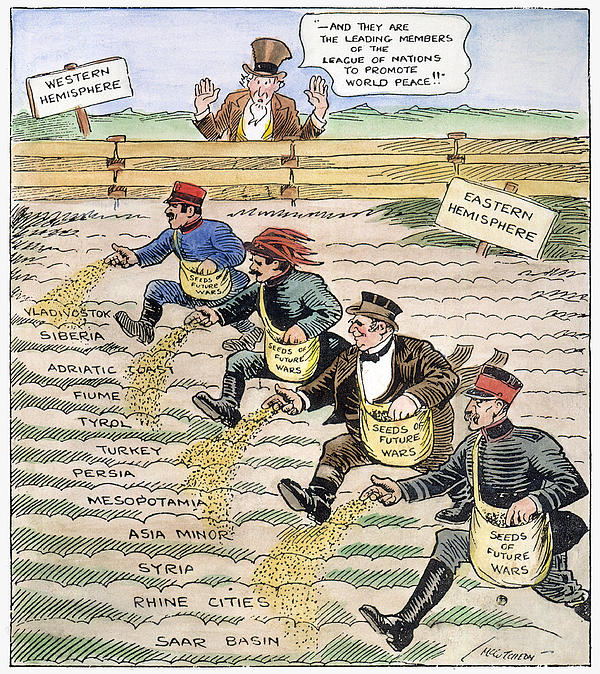 "—AND THEY ARE
THE LEADING MEMBERS
OF THE
LEAGUE OF NATIONS
TO PROMOTE
WORLD PEACE!!"
WESTERN
HEMISPHERE
EASTERN
HEMISPHERE
SEEDS OF
FUTURE
WARS
SEEDS OF
FUTURE
WARS
SEEDS OF
FUTURE
WARS
SEEDS
OF
FUTURE
WARS
VLADIVOSTOK
SIBERIA
ADRIATIC COAST
FIUME
TYROL
TURKEY
PERSIA
MESOPOTAMIA
ASIA MINOR
SYRIA
RHINE CITIES
SAAR BASIN
McCUTCHEON